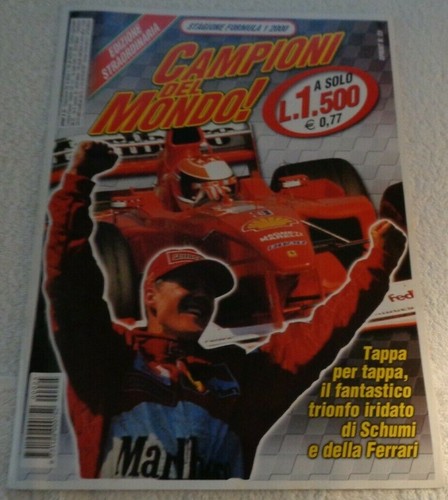 EDIZIONE
STRAORDINARIA
STAGIONE FORMULA 1 2000
CAMPIONI
DEL
MONDO!
A SOLO
L.1.500
€ 0,77
FedE
Marlb
Tappa
per tappa,
il fantastico
trionfo iridato
di Schumi
e della Ferrari